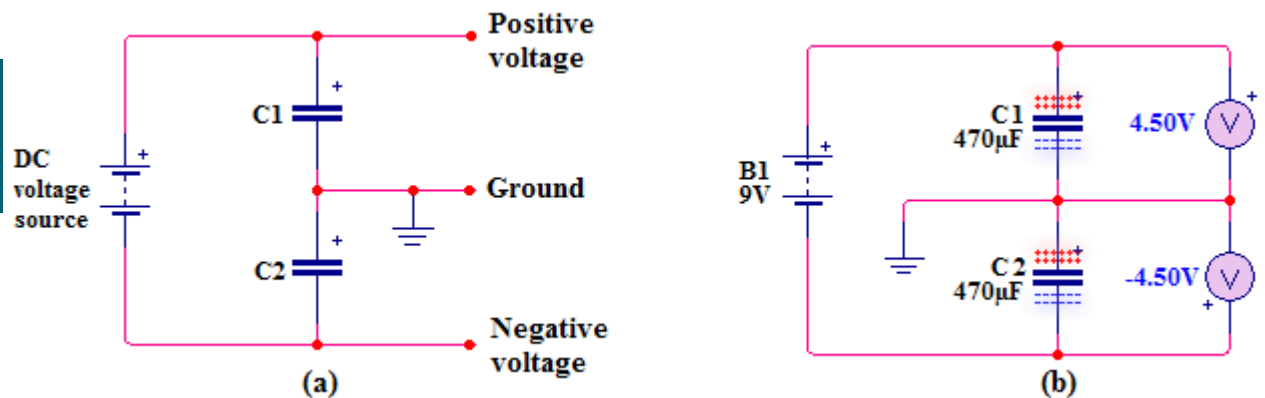 Positive
voltage
+
C1
DC
voltage
source
+
Ground
+
C2
Negative
voltage
(a)
+
C1
470µF
+
4.50V
V
B1
9V
+
+
C2
470µF
-4.50V
V
+
(b)